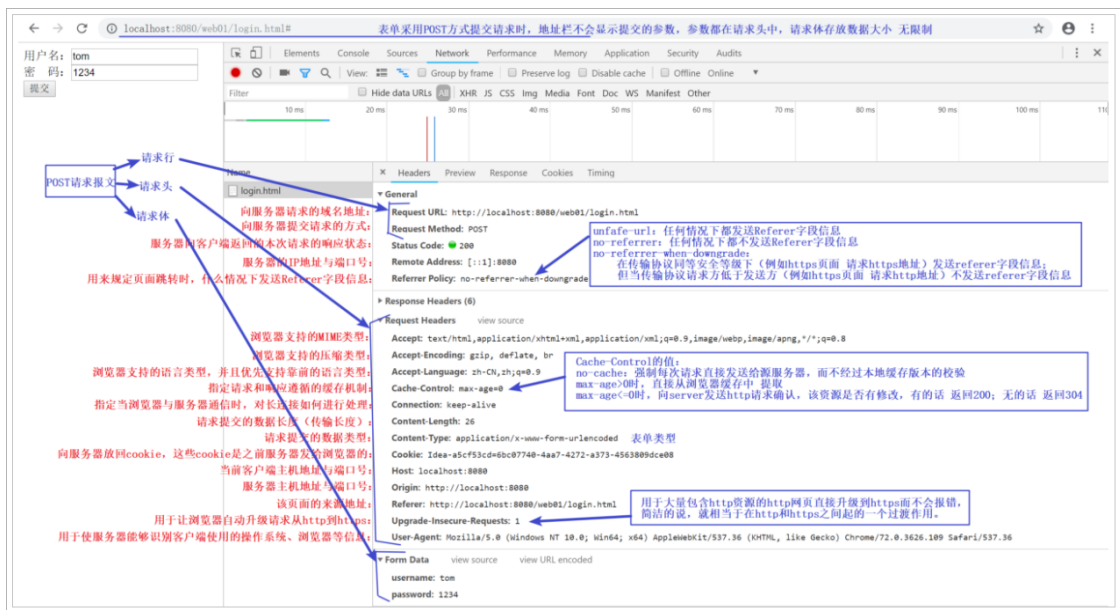 localhost:8080/web01/login.html#
表单采用POST方式提交请求时，地址栏不会显示提交的参数，参数都在请求头中，请求体存放数据大小 无限制
用户名: tom
密 码: 1234
提交
Elements Console Sources Network Performance Memory Application Security Audits
View: Group by frame Preserve log Disable cache Offline Online
Filter Hide data URLs All XHR JS CSS Img Media Font Doc WS Manifest Other
10 ms 20 ms 30 ms 40 ms 50 ms 60 ms 70 ms 80 ms 90 ms 100 ms 110
POST请求报文
请求行
请求头
请求体
Name
login.html
× Headers Preview Response Cookies Timing
▼ General
向服务器请求的域名地址: Request URL: http://localhost:8080/web01/login.html
向服务器提交请求的方式: Request Method: POST
服务器向客户端返回的本次请求的响应状态: Status Code: 200
服务器的IP地址与端口号: Remote Address: [::1]:8080
用来规定页面跳转时，什么情况下发送Referer字段信息: Referrer Policy: no-referrer-when-downgrade
unfafe-url: 任何情况下都发送Referer字段信息
no-referrer: 任何情况下都不发送Referer字段信息
no-referrer-when-downgrade:
在传输协议同等安全等级下（例如https页面 请求https地址）发送referer字段信息;
但当传输协议请求方低于发送方（例如https页面 请求http地址）不发送referer字段信息
▶ Response Headers (6)
▼ Request Headers view source
浏览器支持的MIME类型: Accept: text/html,application/xhtml+xml,application/xml;q=0.9,image/webp,image/apng,*/*;q=0.8
浏览器支持的压缩类型: Accept-Encoding: gzip, deflate, br
浏览器支持的语言类型，并且优先支持靠前的语言类型: Accept-Language: zh-CN,zh;q=0.9
指定请求和响应遵循的缓存机制: Cache-Control: max-age=0
Cache-Control的值:
no-cache: 强制每次请求直接发送给源服务器，而不经过本地缓存版本的校验
max-age>0时，直接从浏览器缓存中 提取
max-age<=0时，向server发送http请求确认，该资源是否有修改，有的话 返回200; 无的话 返回304
指定当浏览器与服务器通信时，对长连接如何进行处理: Connection: keep-alive
请求提交的数据长度（传输长度）: Content-Length: 26
请求提交的数据类型: Content-Type: application/x-www-form-urlencoded 表单类型
向服务器放回cookie，这些cookie是之前服务器发给浏览器的: Cookie: Idea-a5cf53cd=6bc07740-4aa7-4272-a373-4563809dce08
当前客户端主机地址与端口号: Host: localhost:8080
服务器主机地址与端口号: Origin: http://localhost:8080
该页面的来源地址: Referer: http://localhost:8080/web01/login.html
用于让浏览器自动升级请求从http到https: Upgrade-Insecure-Requests: 1
用于大量包含http资源的http网页直接升级到https而不会报错，
简洁的说，就相当于在http和https之间起的一个过渡作用。
用于使服务器能够识别客户端使用的操作系统、浏览器等信息: User-Agent: Mozilla/5.0 (Windows NT 10.0; Win64; x64) AppleWebKit/537.36 (KHTML, like Gecko) Chrome/72.0.3626.109 Safari/537.36
▼ Form Data view source view URL encoded
username: tom
password: 1234